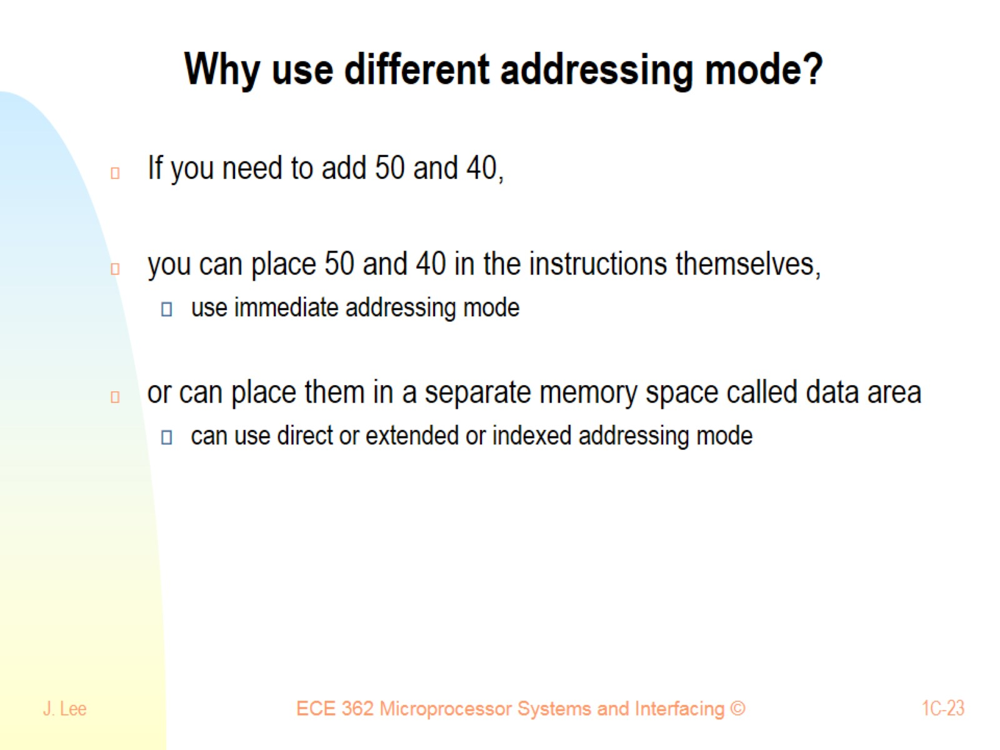 Why use different addressing mode?
If you need to add 50 and 40,
you can place 50 and 40 in the instructions themselves,
use immediate addressing mode
or can place them in a separate memory space called data area
can use direct or extended or indexed addressing mode
J. Lee
ECE 362 Microprocessor Systems and Interfacing ©
1C-23